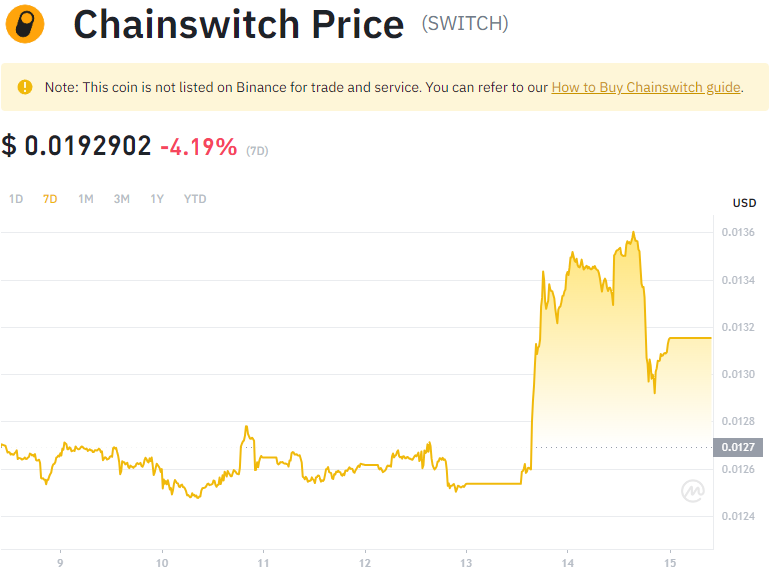 Chainswitch Price (SWITCH)
Note: This coin is not listed on Binance for trade and service. You can refer to our How to Buy Chainswitch guide.
$ 0.0192902 -4.19% (7D)
1D 7D 1M 3M 1Y YTD
USD
0.0136
0.0134
0.0132
0.0130
0.0128
0.0127
0.0126
0.0124
9 10 11 12 13 14 15